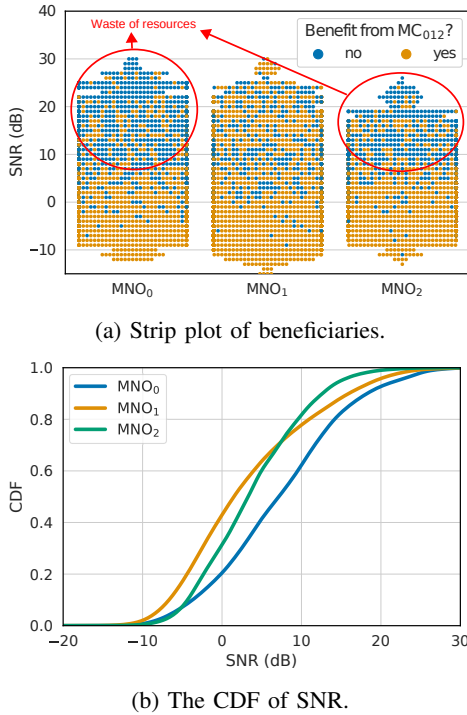 Waste of resources
Benefit from MC₀₁₂?
no yes
SNR (dB)
40
30
20
10
0
−10
MNO₀ MNO₁ MNO₂
(a) Strip plot of beneficiaries.
CDF
1.0
0.8
0.6
0.4
0.2
0.0
MNO₀
MNO₁
MNO₂
−20 −10 0 10 20 30
SNR (dB)
(b) The CDF of SNR.